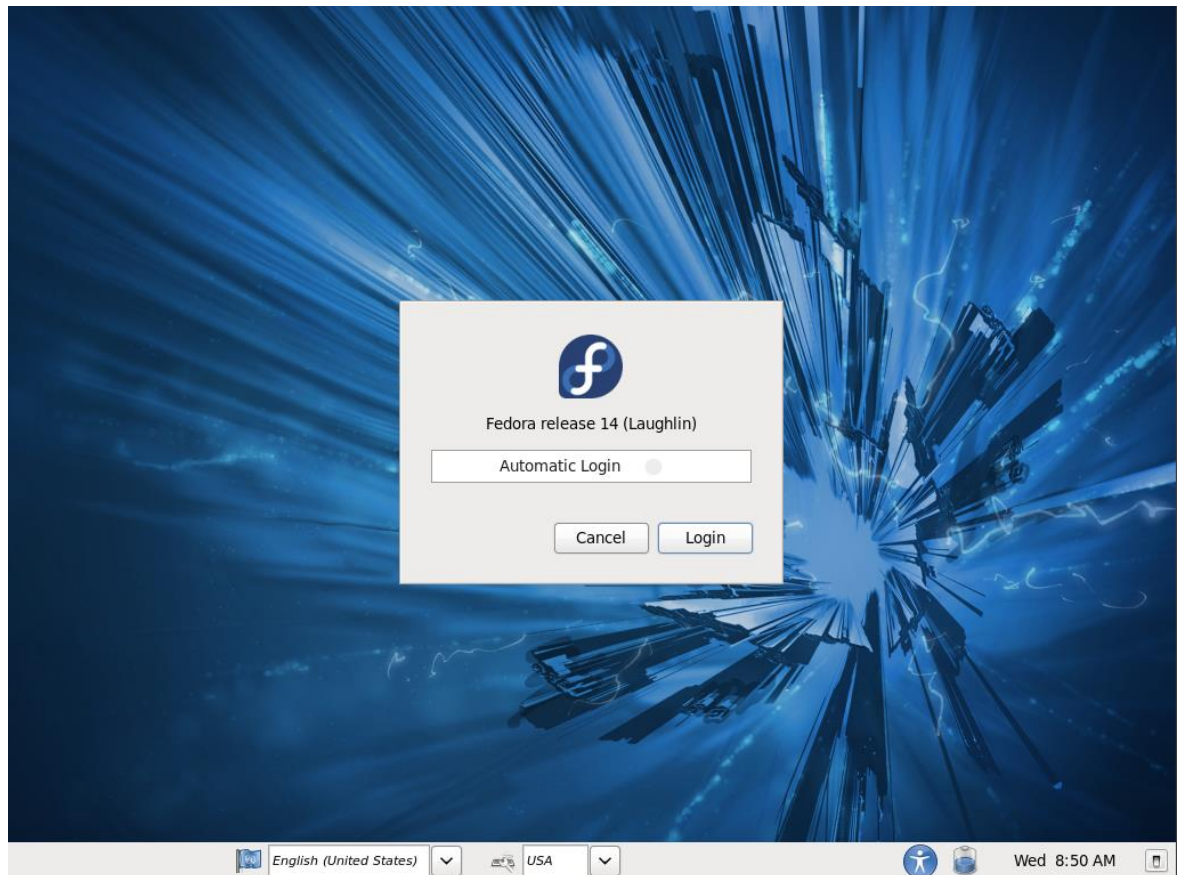 Fedora release 14 (Laughlin)
Automatic Login
Cancel Login
English (United States) USA Wed 8:50 AM